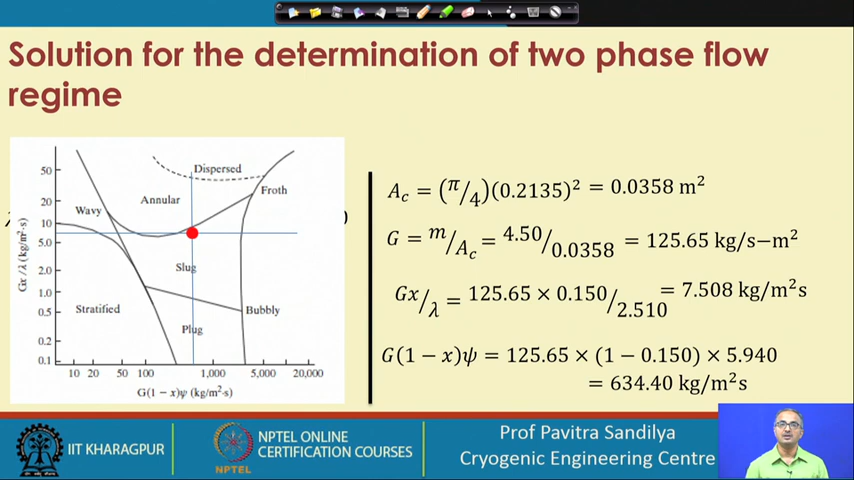 Solution for the determination of two phase flow
regime
Dispersed
Froth
Annular
Wavy
Slug
Bubbly
Stratified
Plug
50
20
10
5.0
2.0
1.0
0.5
0.2
0.1
Gx/λ (kg/m²·s)
10 20 50 100 1,000 5,000 20,000
G(1 − x)ψ (kg/m²·s)
A_c = (π/4)(0.2135)² = 0.0358 m²
G = m/A_c = 4.50/0.0358 = 125.65 kg/s−m²
Gx/λ = 125.65 × 0.150/2.510 = 7.508 kg/m²s
G(1 − x)ψ = 125.65 × (1 − 0.150) × 5.940
= 634.40 kg/m²s
IIT KHARAGPUR
NPTEL
NPTEL ONLINE
CERTIFICATION COURSES
Prof Pavitra Sandilya
Cryogenic Engineering Centre